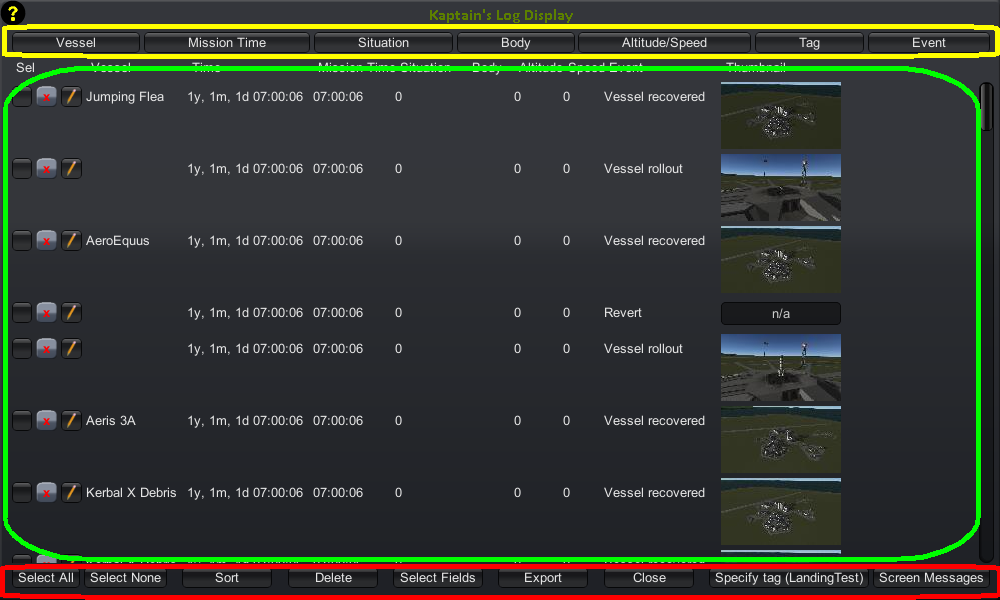 ?
Kaptain's Log Display
Vessel Mission Time Situation Body Altitude/Speed Tag Event
Sel Vessel Time Mission Time Situation Body Altitude Speed Event Thumbnail
x Jumping Flea 1y, 1m, 1d 07:00:06 07:00:06 0 0 0 Vessel recovered
x 1y, 1m, 1d 07:00:06 07:00:06 0 0 0 Vessel rollout
x AeroEquus 1y, 1m, 1d 07:00:06 07:00:06 0 0 0 Vessel recovered
x 1y, 1m, 1d 07:00:06 07:00:06 0 0 0 Revert n/a
x 1y, 1m, 1d 07:00:06 07:00:06 0 0 0 Vessel rollout
x Aeris 3A 1y, 1m, 1d 07:00:06 07:00:06 0 0 0 Vessel recovered
x Kerbal X Debris 1y, 1m, 1d 07:00:06 07:00:06 0 0 0 Vessel recovered
Select All Select None Sort Delete Select Fields Export Close Specify tag (LandingTest) Screen Messages